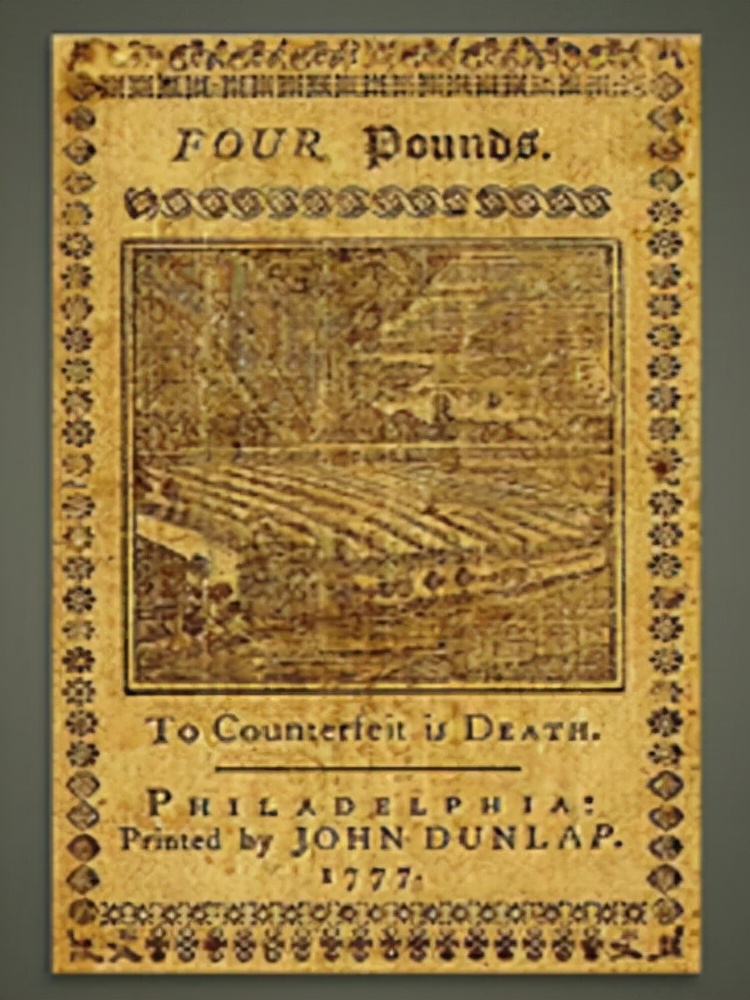 FOUR Pounds.
To Counterfeit is DEATH.
PHILADELPHIA:
Printed by JOHN DUNLAP.
1777.